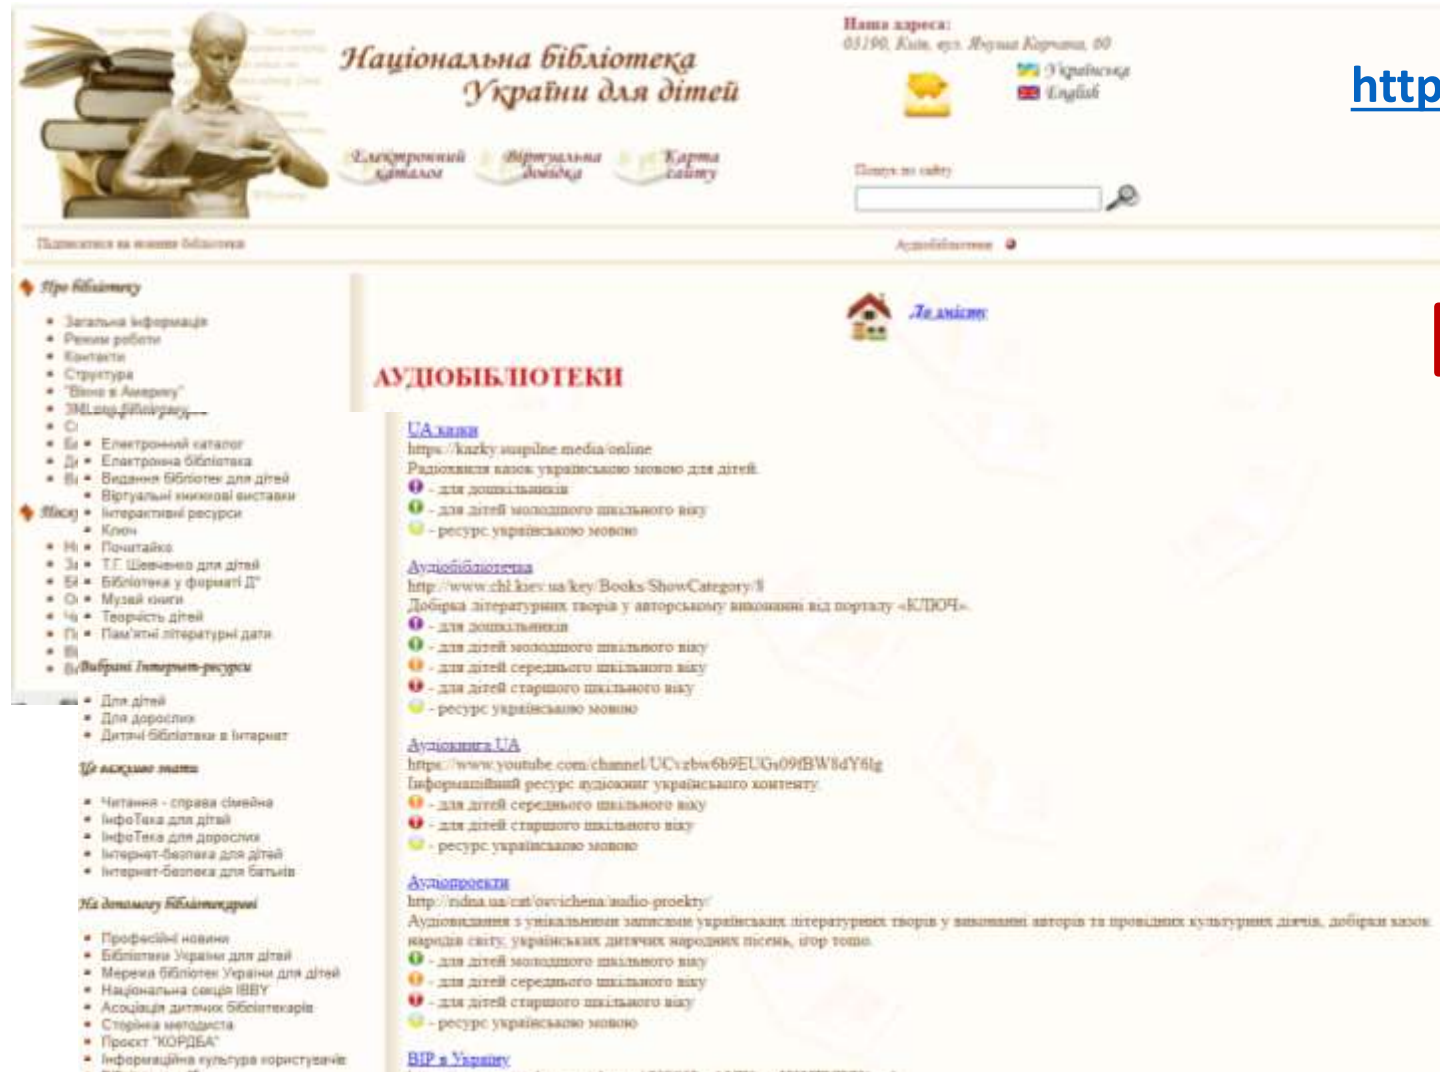 Національна бібліотека
України для дітей
Наша адреса:
03190, Київ, вул. Януша Корчака, 60
Українська
English
http
Електронний каталог
Віртуальна довідка
Карта сайту
Пошук по сайту
Підписатися на новини бібліотеки
Аудіобібліотеки
Про бібліотеку
Загальна інформація
Режим роботи
Контакти
Структура
"Вікно в Америку"
ЗМІ про бібліотеку
Електронний каталог
Електронна бібліотека
Видання бібліотек для дітей
Віртуальні книжкові виставки
Інтерактивні ресурси
Ключ
Почитайко
Т.Г. Шевченко для дітей
Бібліотека у форматі Д°
Музей книги
Творчість дітей
Пам'ятні літературні дати
Вибрані Інтернет-ресурси
Для дітей
Для дорослих
Дитячі бібліотеки в Інтернет
Це важливо знати
Читання - справа сімейна
ІнфоТека для дітей
ІнфоТека для дорослих
Інтернет-безпека для дітей
Інтернет-безпека для батьків
На допомогу бібліотекареві
Професійні новини
Бібліотеки України для дітей
Мережа бібліотек України для дітей
Національна секція IBBY
Асоціація дитячих бібліотекарів
Сторінка методиста
Проєкт "КОРДБА"
Інформаційна культура користувачів
До змісту
АУДІОБІБЛІОТЕКИ
UA казки
https://kazky.suspilne.media/online
Радіохвиля казок українською мовою для дітей.
- для дошкільників
- для дітей молодшого шкільного віку
- ресурс українською мовою
Аудіобібліотечка
http://www.chl.kiev.ua/key/Books/ShowCategory/8
Добірка літературних творів у авторському виконанні від порталу «КЛЮЧ».
- для дошкільників
- для дітей молодшого шкільного віку
- для дітей середнього шкільного віку
- для дітей старшого шкільного віку
- ресурс українською мовою
Аудіокнига UA
Інформаційний ресурс аудіокниг українського контенту.
- для дітей середнього шкільного віку
- для дітей старшого шкільного віку
- ресурс українською мовою
Аудіопроекти
http://ridna.ua/cat/osvichena/audio-proekty/
Аудіовидання з унікальними записами українських літературних творів у виконанні авторів та провідних культурних діячів, добірки казок
народів світу, українських дитячих народних пісень, ігор тощо.
- для дітей молодшого шкільного віку
- для дітей середнього шкільного віку
- для дітей старшого шкільного віку
- ресурс українською мовою
ВІР в Україну